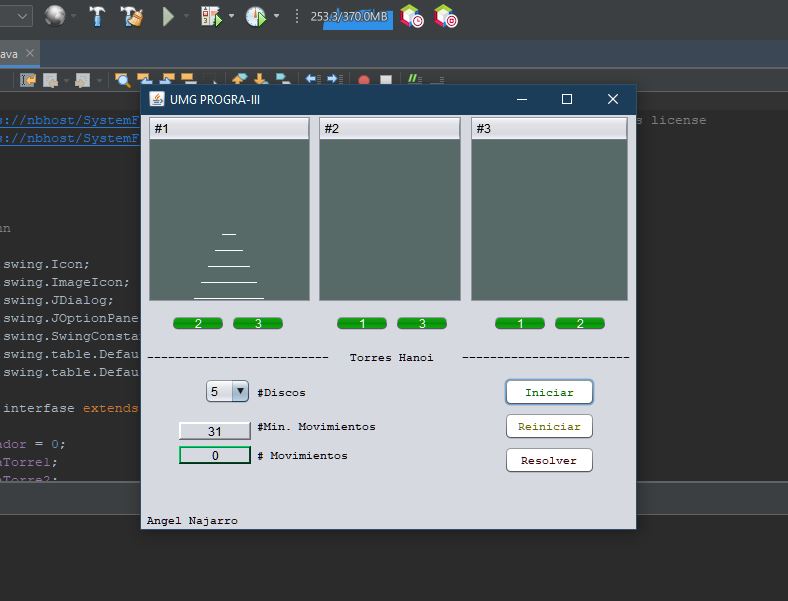 253.3/370.0MB
ava
s://nbhost/SystemF
s license
s://nbhost/SystemF
nn
swing.Icon;
swing.ImageIcon;
swing.JDialog;
swing.JOptionPane
swing.SwingConstan
swing.table.Defau
swing.table.Defau
interfase extends
ador = 0;
aTorre1;
aTorre2;
UMG PROGRA-III
#1 #2 #3
2 3 1 3 1 2
Torres Hanoi
5 #Discos
Iniciar
31 #Min. Movimientos
Reiniciar
0 # Movimientos
Resolver
Angel Najarro